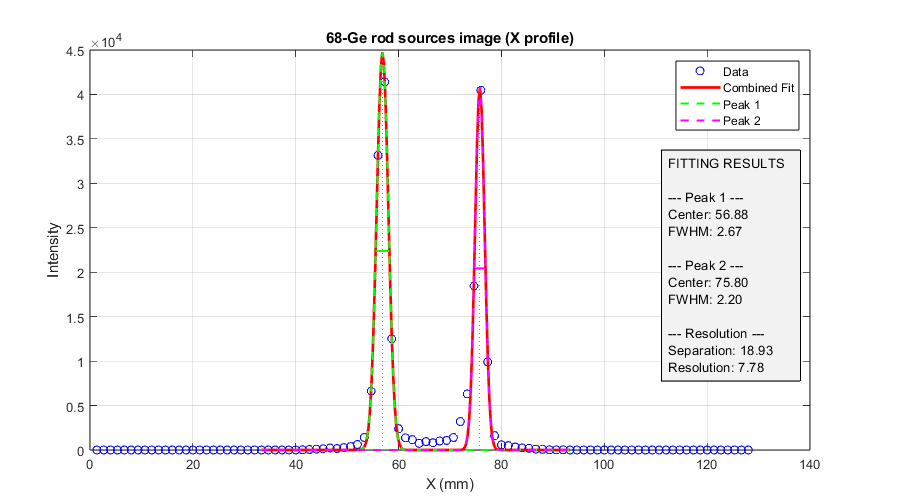 68-Ge rod sources image (X profile)
×10⁴
4.5
4
3.5
3
2.5
2
1.5
1
0.5
0
Intensity
0 20 40 60 80 100 120 140
X (mm)
Data
Combined Fit
Peak 1
Peak 2
FITTING RESULTS
--- Peak 1 ---
Center: 56.88
FWHM: 2.67
--- Peak 2 ---
Center: 75.80
FWHM: 2.20
--- Resolution ---
Separation: 18.93
Resolution: 7.78